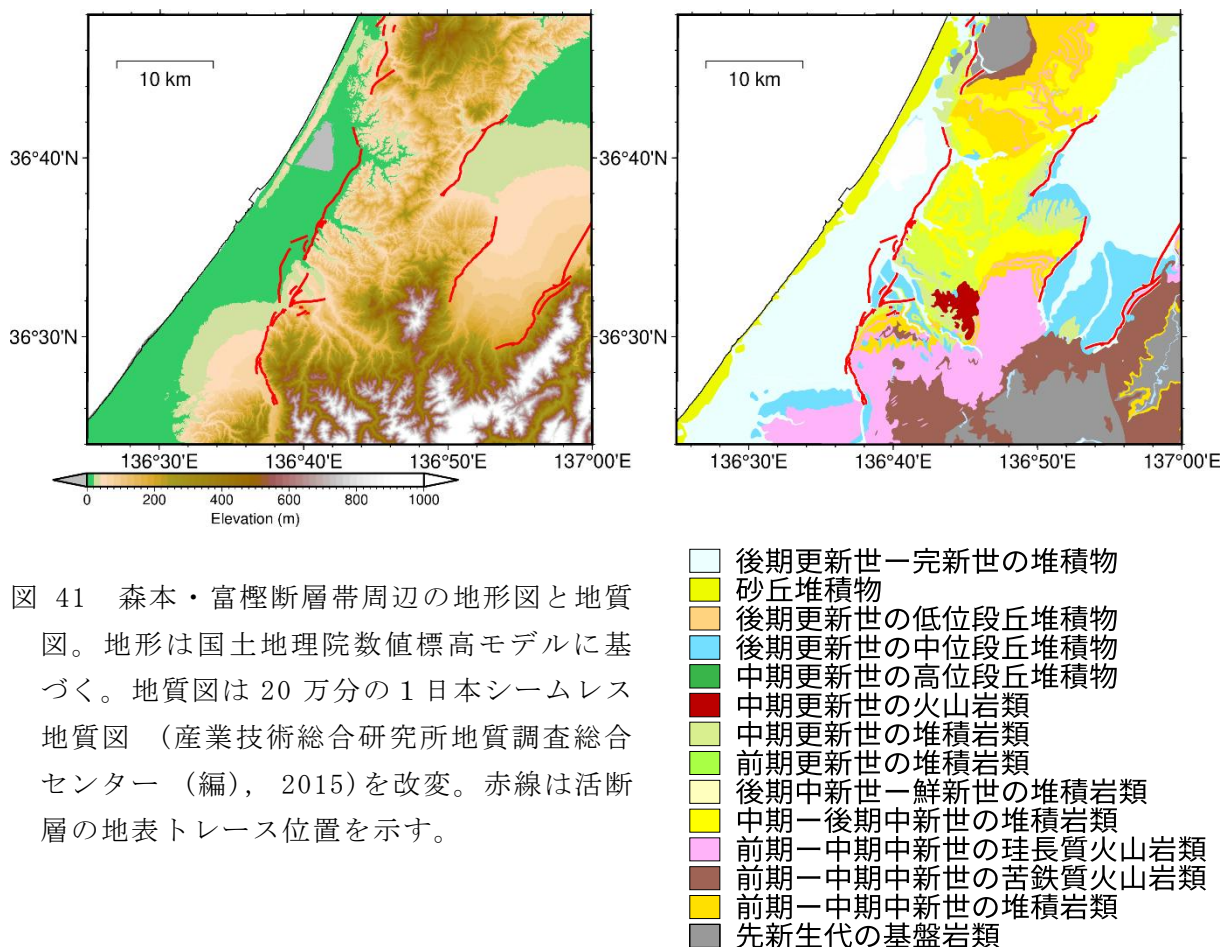 10 km
36°40'N
36°30'N
136°30'E
136°40'E
136°50'E
137°00'E
0
200
400
600
800
1000
Elevation (m)
10 km
36°40'N
36°30'N
136°30'E
136°40'E
136°50'E
137°00'E
図 41 森本・富樫断層帯周辺の地形図と地質
図。地形は国土地理院数値標高モデルに基
づく。地質図は 20 万分の 1 日本シームレス
地質図 (産業技術総合研究所地質調査総合
センター (編), 2015)を改変。赤線は活断
層の地表トレース位置を示す。
後期更新世ー完新世の堆積物
砂丘堆積物
後期更新世の低位段丘堆積物
後期更新世の中位段丘堆積物
中期更新世の高位段丘堆積物
中期更新世の火山岩類
中期更新世の堆積岩類
前期更新世の堆積岩類
後期中新世ー鮮新世の堆積岩類
中期ー後期中新世の堆積岩類
前期ー中期中新世の珪長質火山岩類
前期ー中期中新世の苦鉄質火山岩類
前期ー中期中新世の堆積岩類
先新生代の基盤岩類